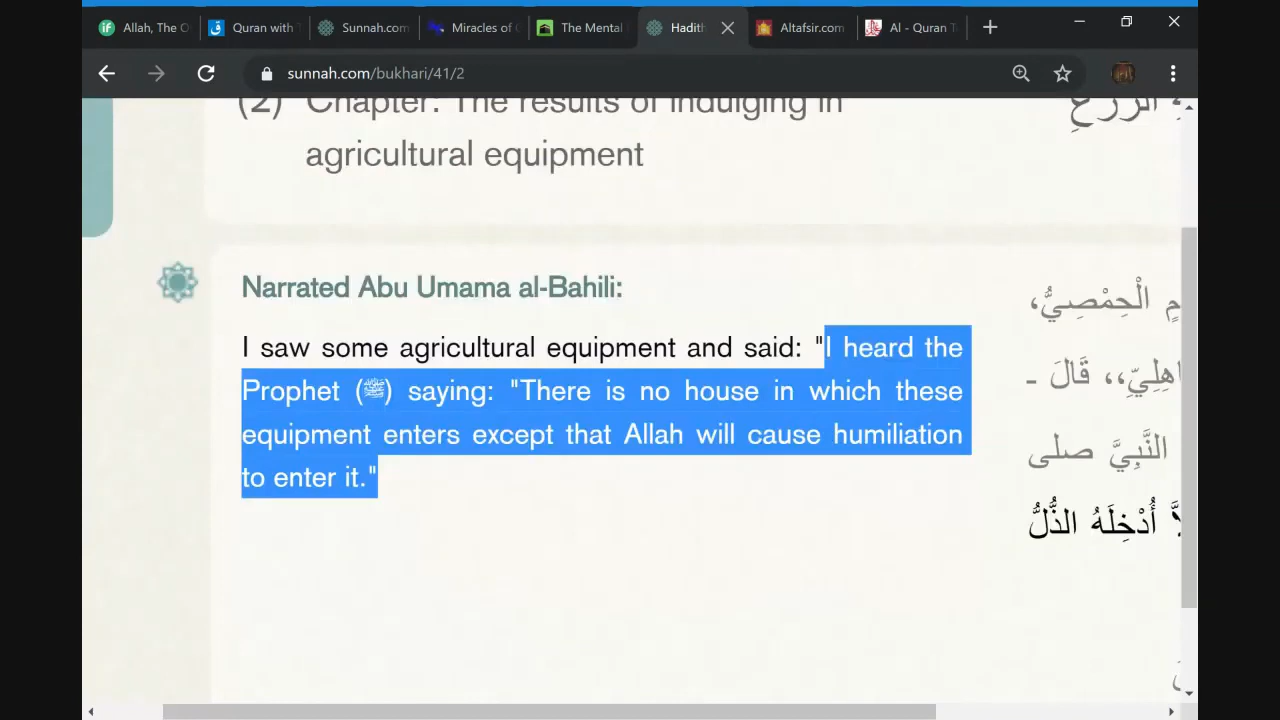 Allah, The O
Quran with T
Sunnah.com
Miracles of Q
The Mental
Hadith
Altafsir.com
Al - Quran T
sunnah.com/bukhari/41/2
(2) Chapter: The results of indulging in
agricultural equipment
الزَّرْعِ
Narrated Abu Umama al-Bahili:
I saw some agricultural equipment and said: "I heard the
Prophet (ﷺ) saying: "There is no house in which these
equipment enters except that Allah will cause humiliation
to enter it."
الْحِمْصِيُّ،
قَالَ ـ
النَّبِيَّ صلى
أُدْخِلَهُ الذُّلُّ